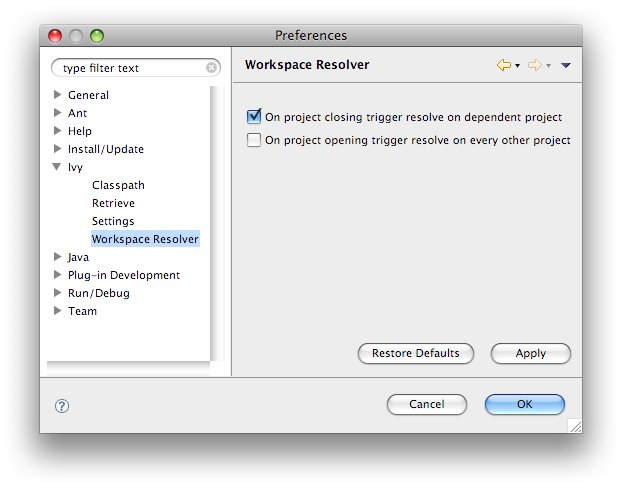 Preferences
type filter text
General
Ant
Help
Install/Update
Ivy
Classpath
Retrieve
Settings
Workspace Resolver
Java
Plug-in Development
Run/Debug
Team
Workspace Resolver
On project closing trigger resolve on dependent project
On project opening trigger resolve on every other project
Restore Defaults
Apply
?
Cancel
OK